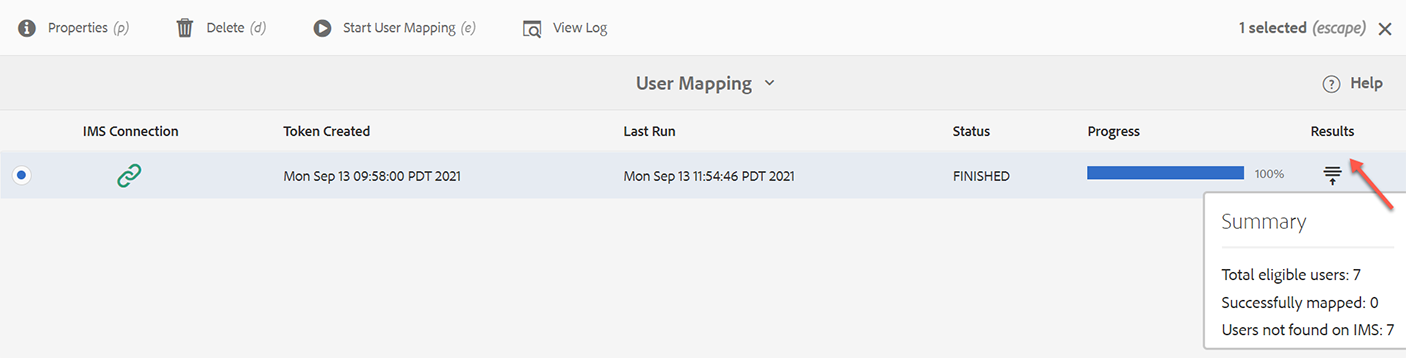 Properties (p) Delete (d) Start User Mapping (e) View Log 1 selected (escape)
User Mapping Help
IMS Connection Token Created Last Run Status Progress Results
Mon Sep 13 09:58:00 PDT 2021 Mon Sep 13 11:54:46 PDT 2021 FINISHED 100%
Summary
Total eligible users: 7
Successfully mapped: 0
Users not found on IMS: 7